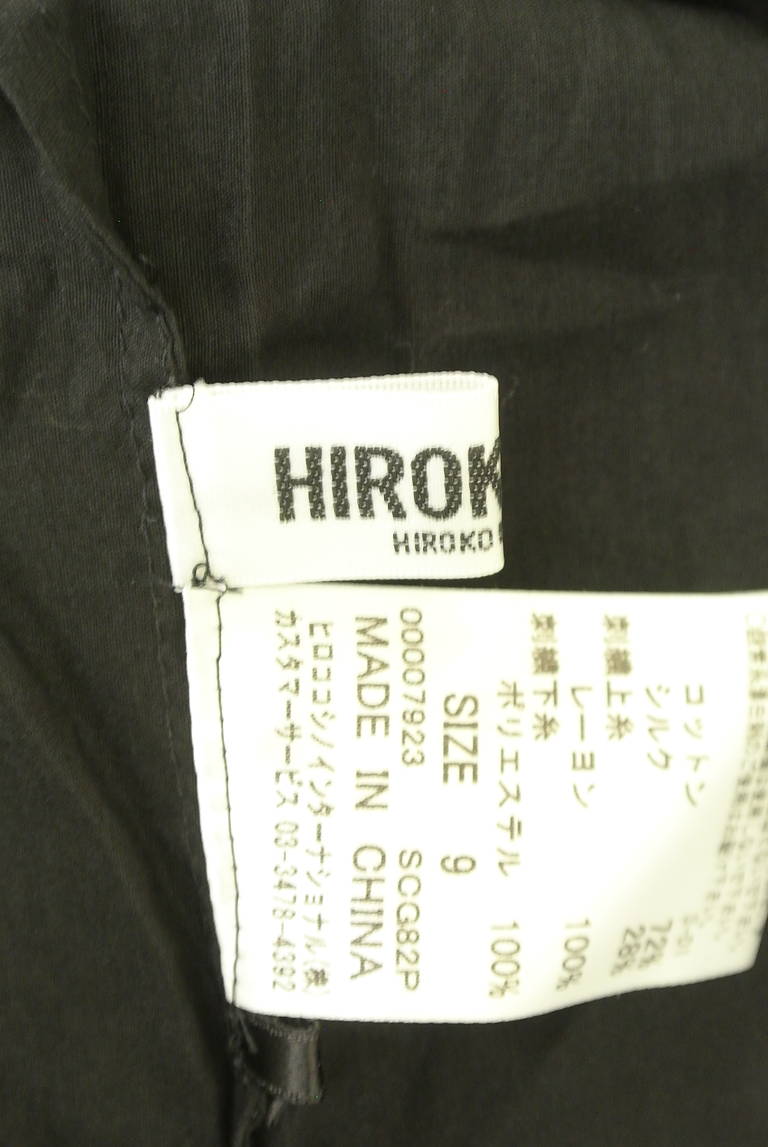 HIROK
HIROKO
コットン 72%
シルク 28%
刺繍上糸
レーヨン 100%
刺繍下糸
ポリエステル 100%
SIZE 9
00007923 SCG82P
MADE IN CHINA
ヒロココシノインターナショナル(株)
カスタマーサービス 03-3478-4392